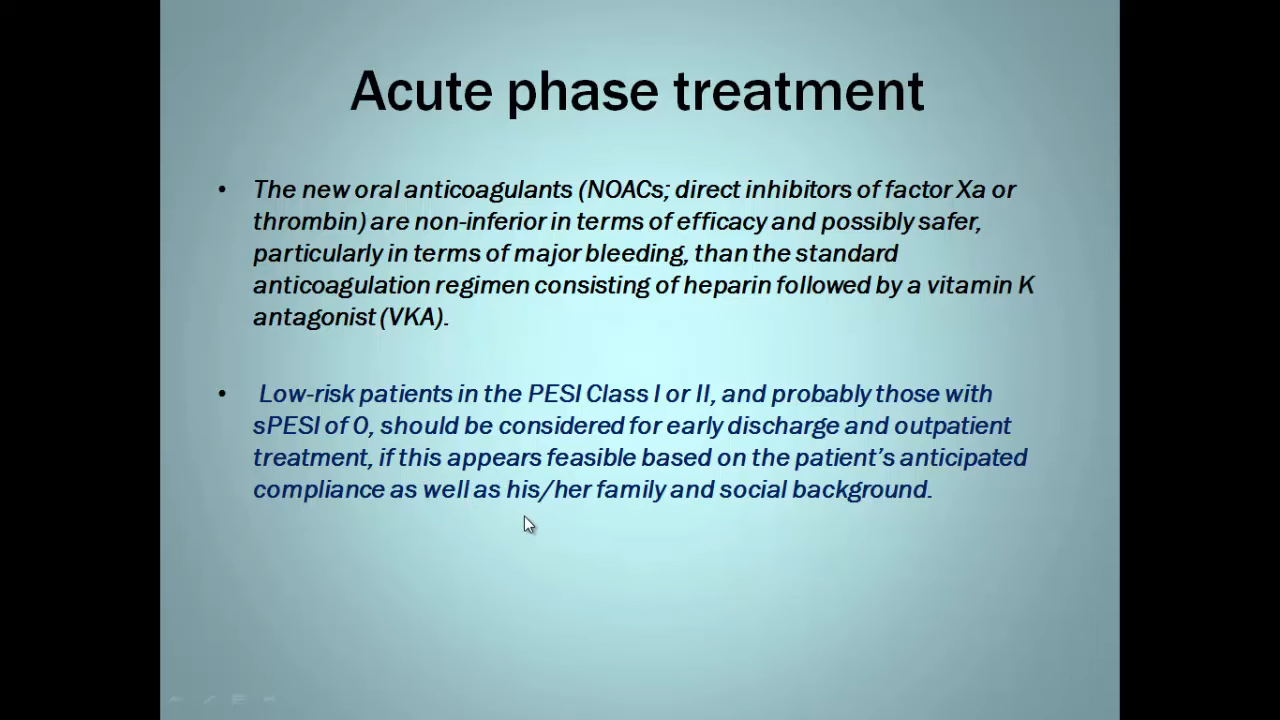 Acute phase treatment
• The new oral anticoagulants (NOACs; direct inhibitors of factor Xa or
thrombin) are non-inferior in terms of efficacy and possibly safer,
particularly in terms of major bleeding, than the standard
anticoagulation regimen consisting of heparin followed by a vitamin K
antagonist (VKA).
• Low-risk patients in the PESI Class I or II, and probably those with
sPESI of 0, should be considered for early discharge and outpatient
treatment, if this appears feasible based on the patient’s anticipated
compliance as well as his/her family and social background.